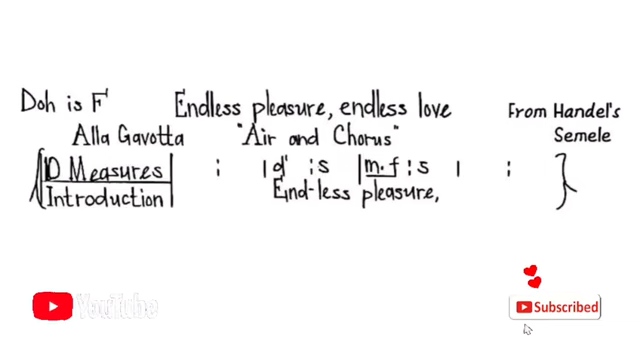 Doh is F Endless pleasure, endless love From Handel's
Alla Gavotta "Air and Chorus" Semele
10 Measures : | d' : s | m.f : s | :
Introduction End-less pleasure,
YouTube Subscribed